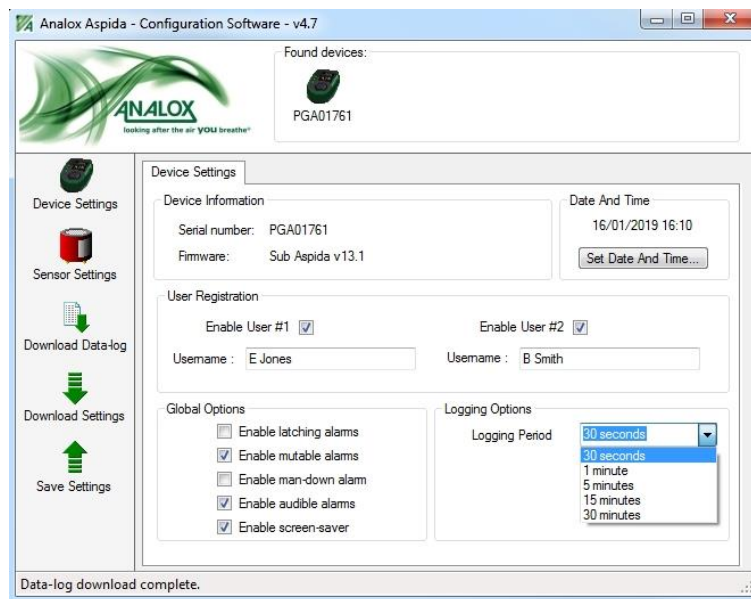 Analox Aspida - Configuration Software - v4.7
Found devices:
PGA01761
ANALOX
looking after the air YOU breathe®
Device Settings
Sensor Settings
Download Data-log
Download Settings
Save Settings
Device Settings
Device Information
Serial number: PGA01761
Firmware: Sub Aspida v13.1
Date And Time
16/01/2019 16:10
Set Date And Time...
User Registration
Enable User #1
Enable User #2
Username : E Jones
Username : B Smith
Global Options
Enable latching alarms
Enable mutable alarms
Enable man-down alarm
Enable audible alarms
Enable screen-saver
Logging Options
Logging Period 30 seconds
30 seconds
1 minute
5 minutes
15 minutes
30 minutes
Data-log download complete.